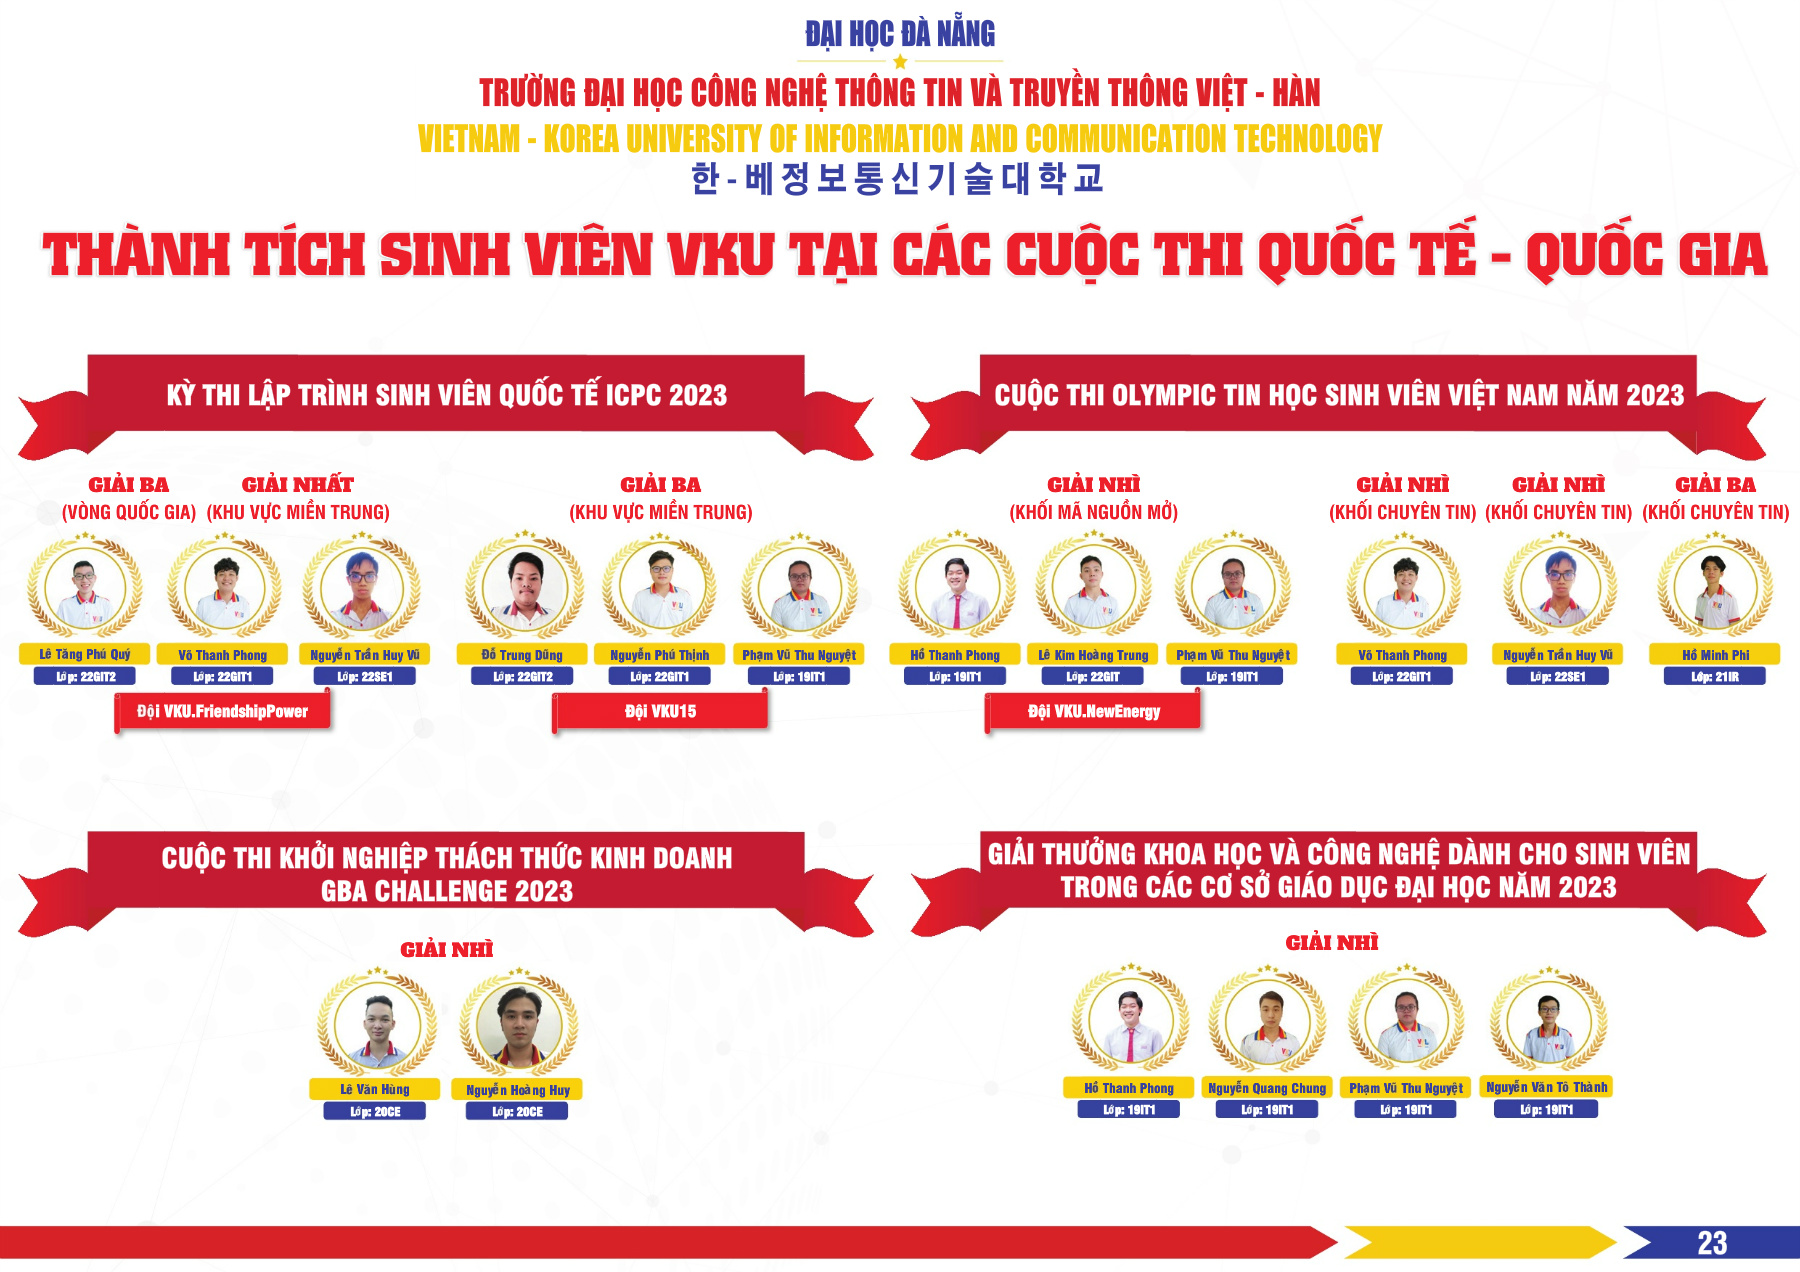 ĐẠI HỌC ĐÀ NẴNG
TRƯỜNG ĐẠI HỌC CÔNG NGHỆ THÔNG TIN VÀ TRUYỀN THÔNG VIỆT - HÀN
VIETNAM - KOREA UNIVERSITY OF INFORMATION AND COMMUNICATION TECHNOLOGY
한-베정보통신기술대학교
THÀNH TÍCH SINH VIÊN VKU TẠI CÁC CUỘC THI QUỐC TẾ - QUỐC GIA
KỲ THI LẬP TRÌNH SINH VIÊN QUỐC TẾ ICPC 2023
GIẢI BA
(VÒNG QUỐC GIA)
GIẢI NHẤT
(KHU VỰC MIỀN TRUNG)
Lê Tăng Phú Quý
Lớp: 22GIT2
Võ Thanh Phong
Lớp: 22GIT1
Nguyễn Trần Huy Vũ
Lớp: 22SE1
Đội VKU.FriendshipPower
GIẢI BA
(KHU VỰC MIỀN TRUNG)
Đỗ Trung Dũng
Lớp: 22GIT2
Nguyễn Phú Thịnh
Lớp: 22GIT1
Phạm Vũ Thu Nguyệt
Lớp: 19IT1
Đội VKU15
CUỘC THI OLYMPIC TIN HỌC SINH VIÊN VIỆT NAM NĂM 2023
GIẢI NHÌ
(KHỐI MÃ NGUỒN MỞ)
Hồ Thanh Phong
Lớp: 19IT1
Lê Kim Hoàng Trung
Lớp: 22GIT
Phạm Vũ Thu Nguyệt
Lớp: 19IT1
Đội VKU.NewEnergy
GIẢI NHÌ
(KHỐI CHUYÊN TIN)
Võ Thanh Phong
Lớp: 22GIT1
GIẢI NHÌ
(KHỐI CHUYÊN TIN)
Nguyễn Trần Huy Vũ
Lớp: 22SE1
GIẢI BA
(KHỐI CHUYÊN TIN)
Hồ Minh Phi
Lớp: 21IR
CUỘC THI KHỞI NGHIỆP THÁCH THỨC KINH DOANH
GBA CHALLENGE 2023
GIẢI NHÌ
Lê Văn Hùng
Lớp: 20CE
Nguyễn Hoàng Huy
Lớp: 20CE
GIẢI THƯỞNG KHOA HỌC VÀ CÔNG NGHỆ DÀNH CHO SINH VIÊN
TRONG CÁC CƠ SỞ GIÁO DỤC ĐẠI HỌC NĂM 2023
GIẢI NHÌ
Hồ Thanh Phong
Lớp: 19IT1
Nguyễn Quang Chung
Lớp: 19IT1
Phạm Vũ Thu Nguyệt
Lớp: 19IT1
Nguyễn Văn Tô Thành
Lớp: 19IT1
23